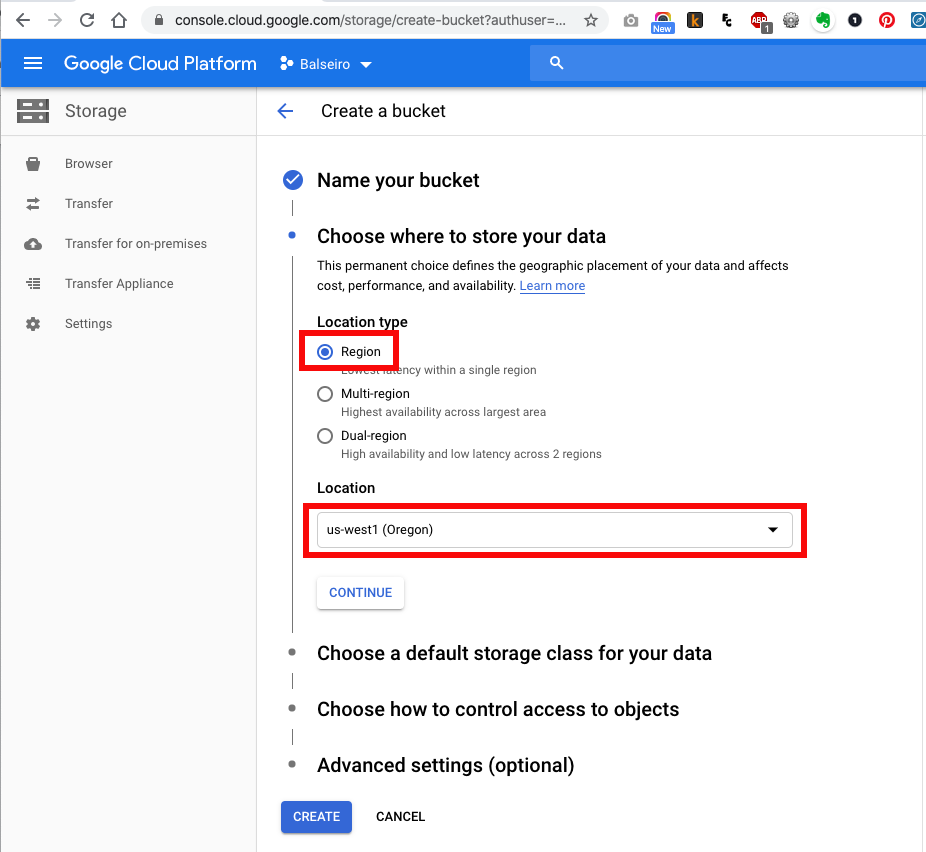 console.cloud.google.com/storage/create-bucket?authuser=...
New
k
ABP
1
1
Google Cloud Platform
Balseiro
Storage
Create a bucket
Browser
Transfer
Transfer for on-premises
Transfer Appliance
Settings
Name your bucket
Choose where to store your data
This permanent choice defines the geographic placement of your data and affects
cost, performance, and availability. Learn more
Location type
Region
Lowest latency within a single region
Multi-region
Highest availability across largest area
Dual-region
High availability and low latency across 2 regions
Location
us-west1 (Oregon)
CONTINUE
Choose a default storage class for your data
Choose how to control access to objects
Advanced settings (optional)
CREATE
CANCEL